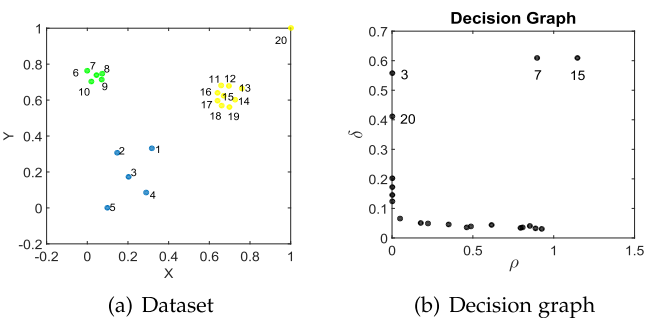 1
0.8
0.6
0.4
0.2
0
-0.2
Y
-0.2 0 0.2 0.4 0.6 0.8 1
X
20
6 7 8
9
10
11 12
13
16 15 14
17
18 19
2 1
3
4
5
(a) Dataset
Decision Graph
0.7
0.6
0.5
0.4
0.3
0.2
0.1
0
δ
3
7 15
20
0 0.5 1 1.5
ρ
(b) Decision graph